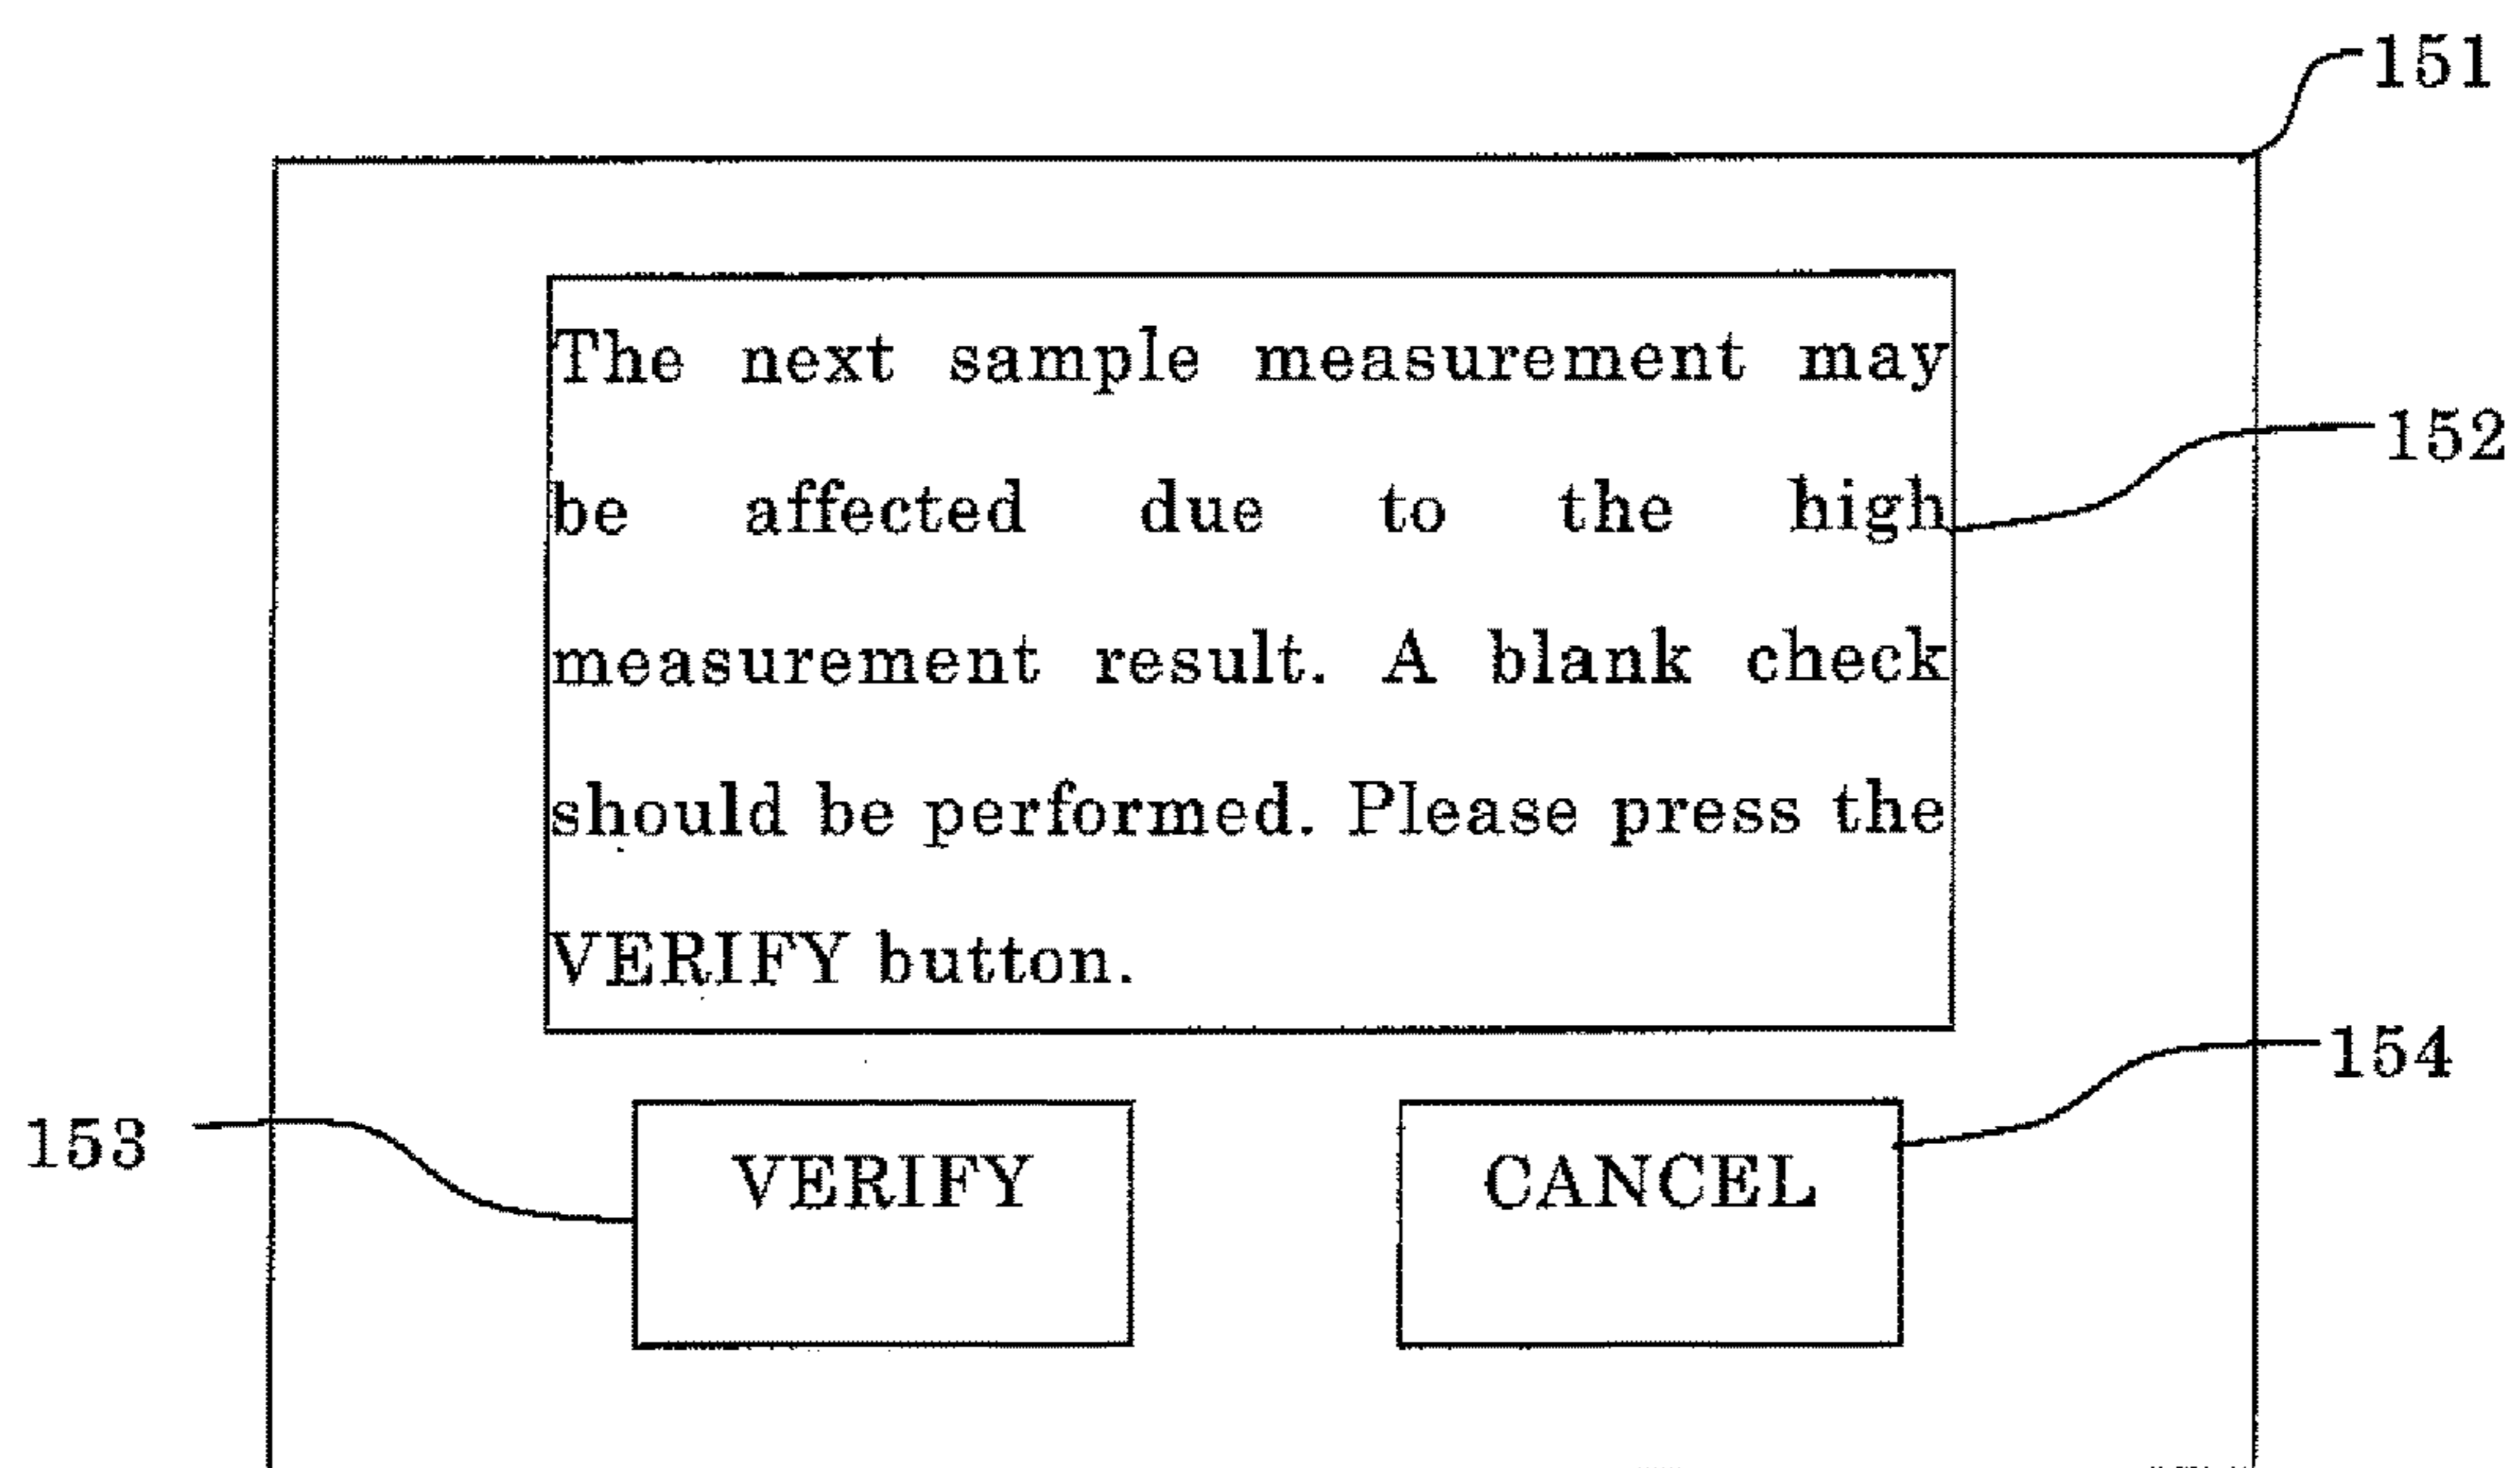 151
The next sample measurement may
be affected due to the high
152
measurement result. A blank check
should be performed. Please press the
VERIFY button.
154
153
VERIFY CANCEL